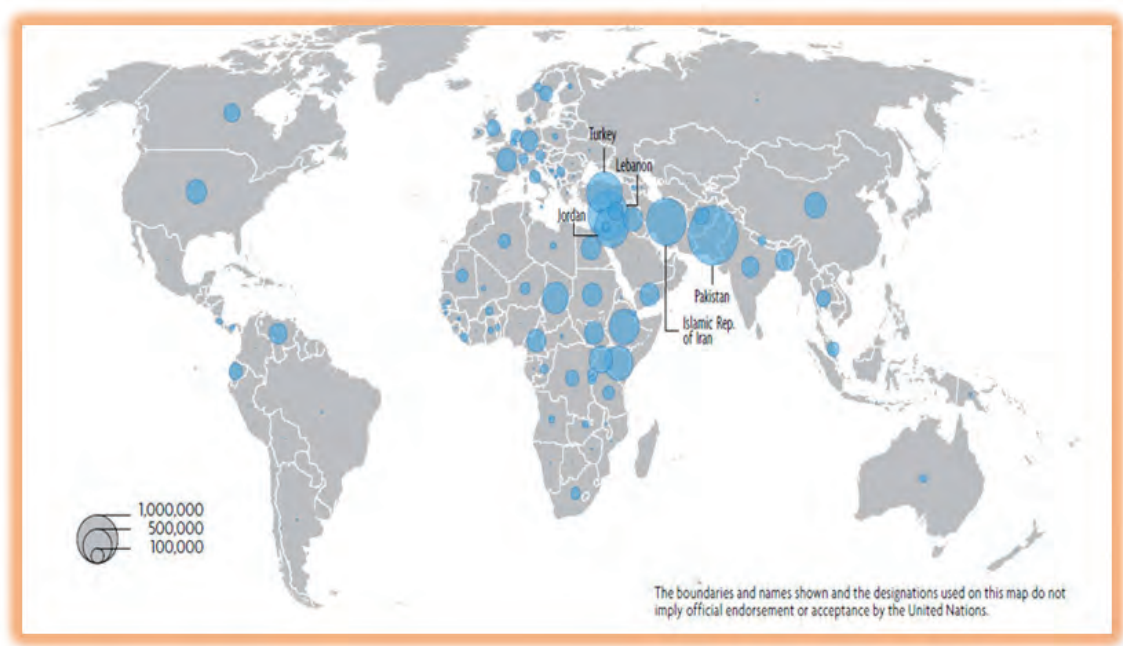 Turkey
Lebanon
Jordan
Pakistan
Islamic Rep.
of Iran
1,000,000
500,000
100,000
The boundaries and names shown and the designations used on this map do not
imply official endorsement or acceptance by the United Nations.